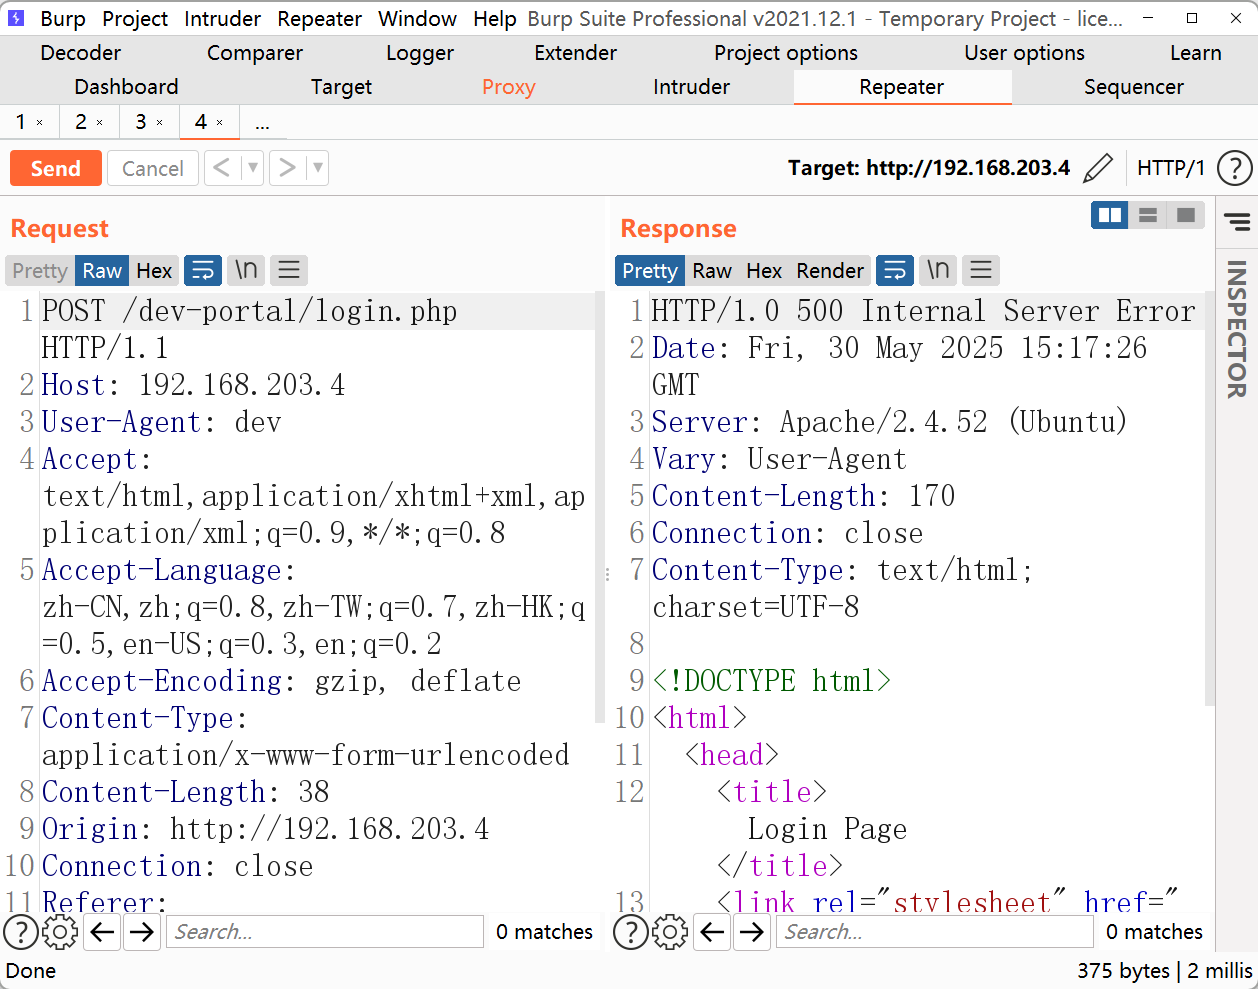 Burp Project Intruder Repeater Window Help Burp Suite Professional v2021.12.1 - Temporary Project - lice...
Decoder Comparer Logger Extender Project options User options Learn
Dashboard Target Proxy Intruder Repeater Sequencer
1 × 2 × 3 × 4 × ...
Send Cancel < > Target: http://192.168.203.4 HTTP/1 ?
Request
Pretty Raw Hex \n
1 POST /dev-portal/login.php
HTTP/1.1
2 Host: 192.168.203.4
3 User-Agent: dev
4 Accept:
text/html,application/xhtml+xml,ap
plication/xml;q=0.9,*/*;q=0.8
5 Accept-Language:
zh-CN,zh;q=0.8,zh-TW;q=0.7,zh-HK;q
=0.5,en-US;q=0.3,en;q=0.2
6 Accept-Encoding: gzip, deflate
7 Content-Type:
application/x-www-form-urlencoded
8 Content-Length: 38
9 Origin: http://192.168.203.4
10 Connection: close
11 Referer:
? Search... 0 matches
Response
Pretty Raw Hex Render \n
1 HTTP/1.0 500 Internal Server Error
2 Date: Fri, 30 May 2025 15:17:26
GMT
3 Server: Apache/2.4.52 (Ubuntu)
4 Vary: User-Agent
5 Content-Length: 170
6 Connection: close
7 Content-Type: text/html;
charset=UTF-8
8
9 <!DOCTYPE html>
10 <html>
11 <head>
12 <title>
Login Page
</title>
13 <link rel="stylesheet" href="
? Search... 0 matches
INSPECTOR
Done 375 bytes | 2 millis